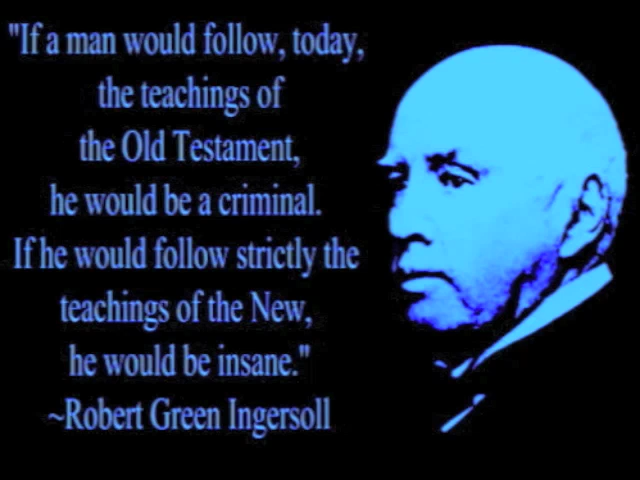 "If a man would follow, today,
the teachings of
the Old Testament,
he would be a criminal.
If he would follow strictly the
teachings of the New,
he would be insane."
~Robert Green Ingersoll